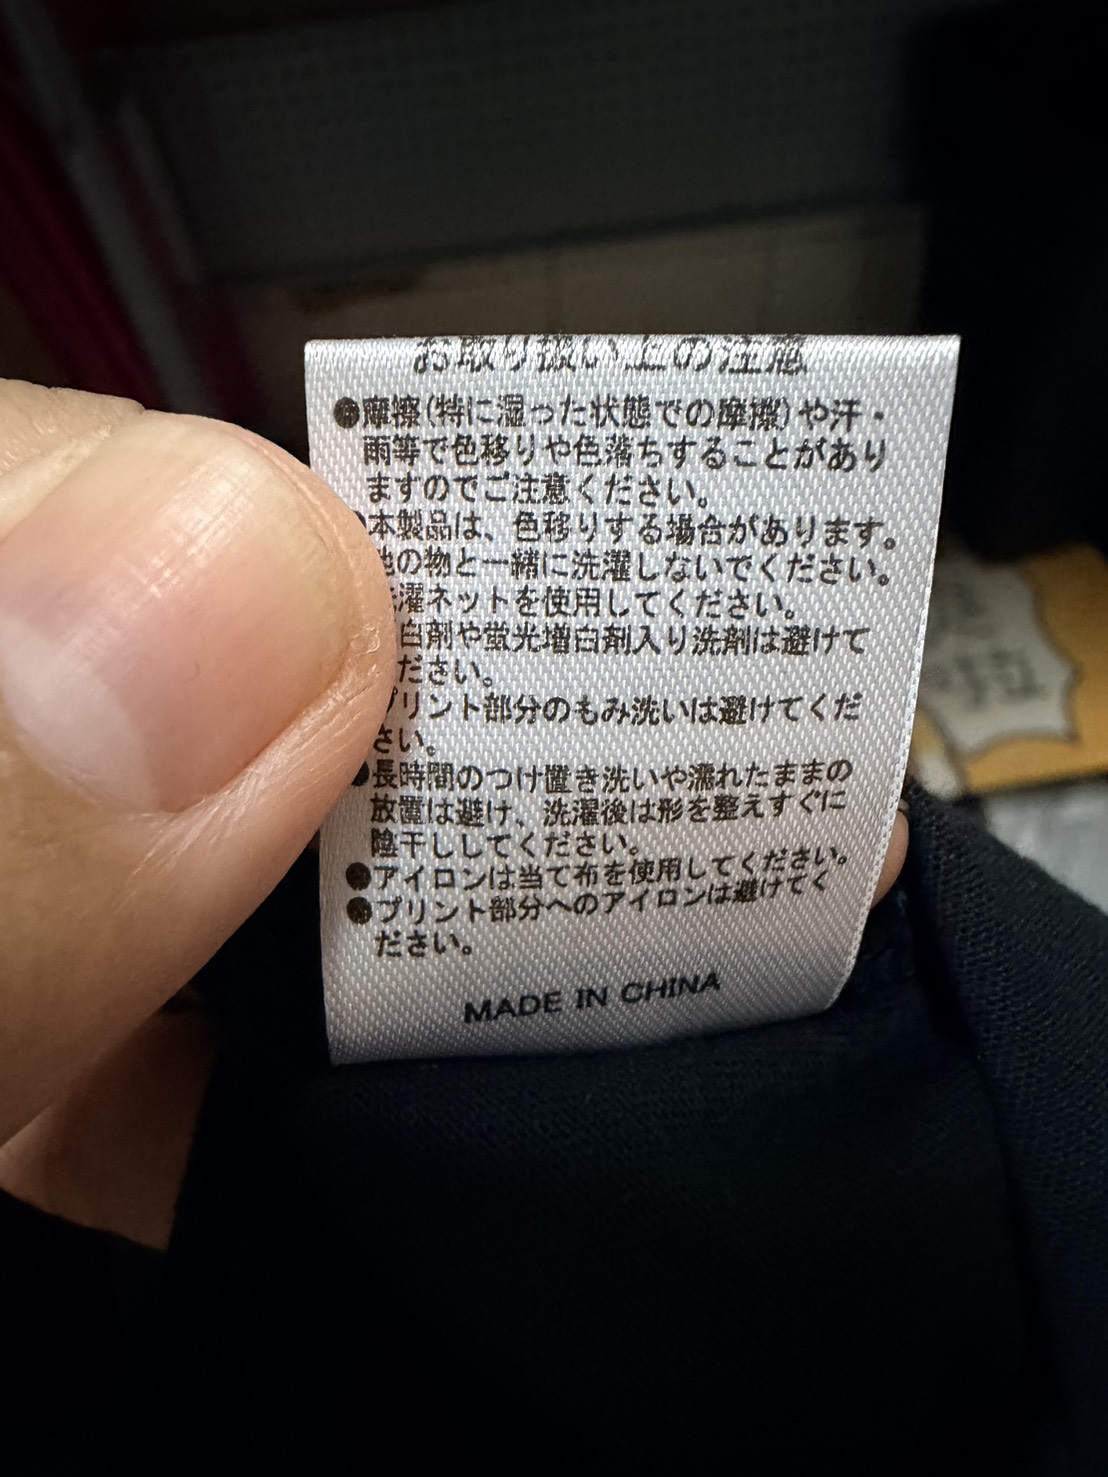 お取り扱い上の注意
●摩擦(特に湿った状態での摩擦)や汗・
雨等で色移りや色落ちすることがあり
ますのでご注意ください。
本製品は、色移りする場合があります。
他の物と一緒に洗濯しないでください。
濯ネットを使用してください。
白剤や蛍光増白剤入り洗剤は避けて
ださい。
プリント部分のもみ洗いは避けてくだ
さい。
●長時間のつけ置き洗いや濡れたままの
放置は避け、洗濯後は形を整えすぐに
陰干ししてください。
●アイロンは当て布を使用してください。
●プリント部分へのアイロンは避けてく
ださい。
MADE IN CHINA